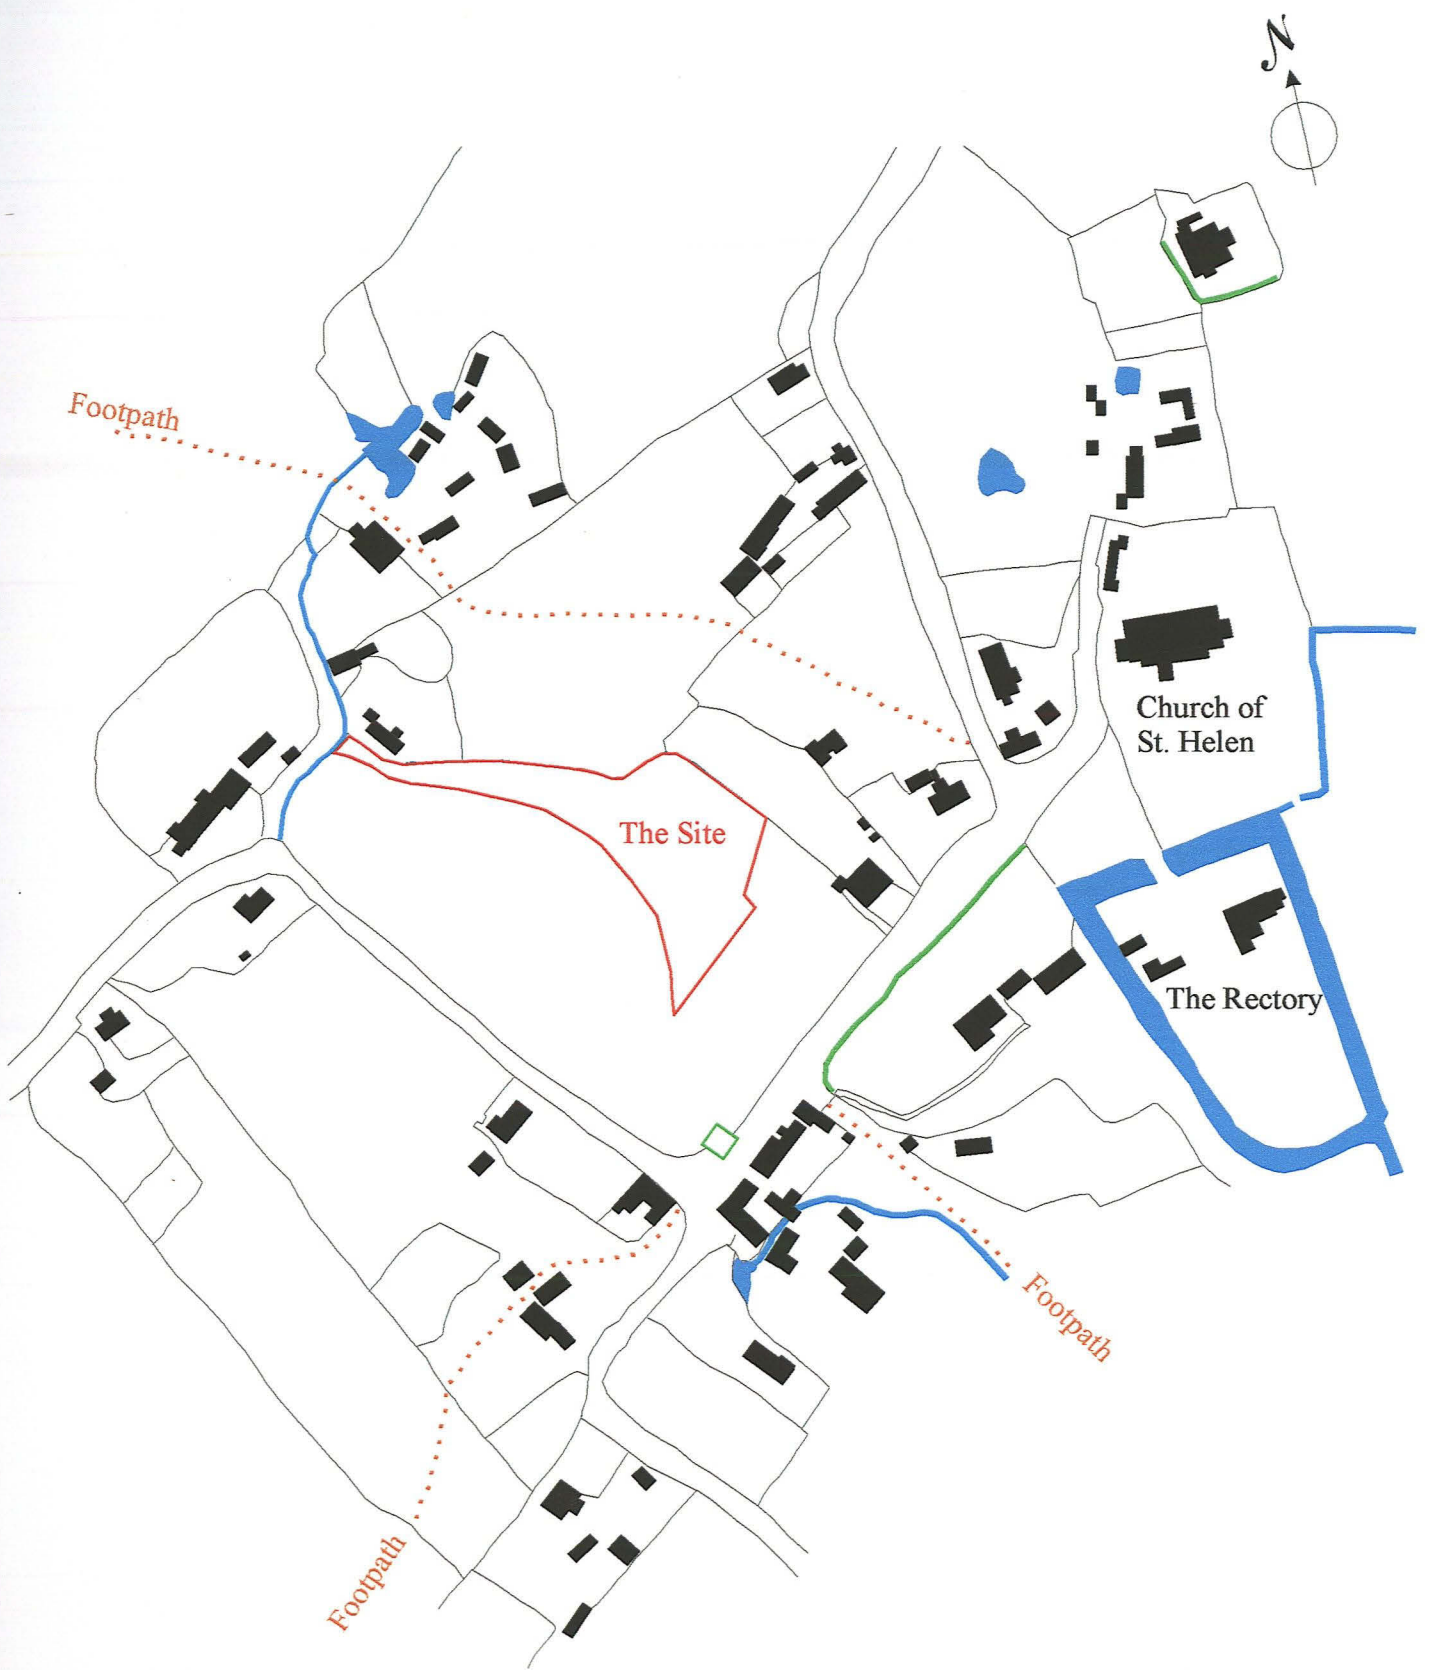 N
Footpath
Church of
St. Helen
The Site
The Rectory
Footpath
Footpath